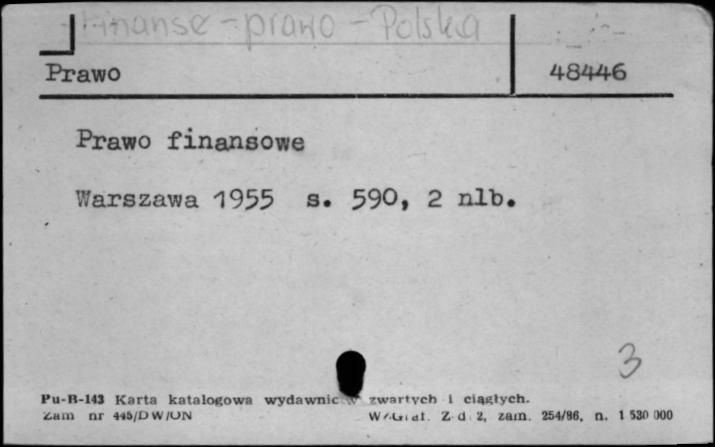 Finanse - prawo - Polska
Prawo 48446
Prawo finansowe
Warszawa 1955 s. 590, 2 nlb.
3
Pu-B-143 Karta katalogowa wydawnictw zwartych i ciągłych.
Zam nr 445/DW/ON Z-d 2, zam. 254/86, n. 1 530 000